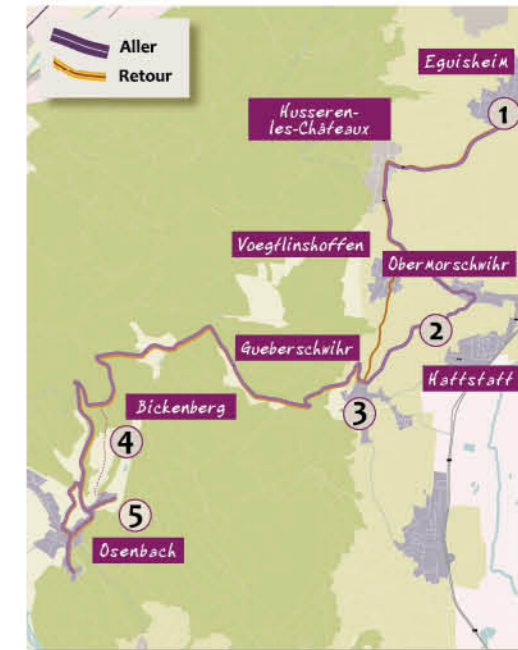 Aller
Retour
Eguisheim
1
Husseren-
les-Châteaux
Voegtlinshoffen
Obermorschwihr
2
Gueberschwihr
Hattstatt
3
Bickenberg
4
5
Osenbach